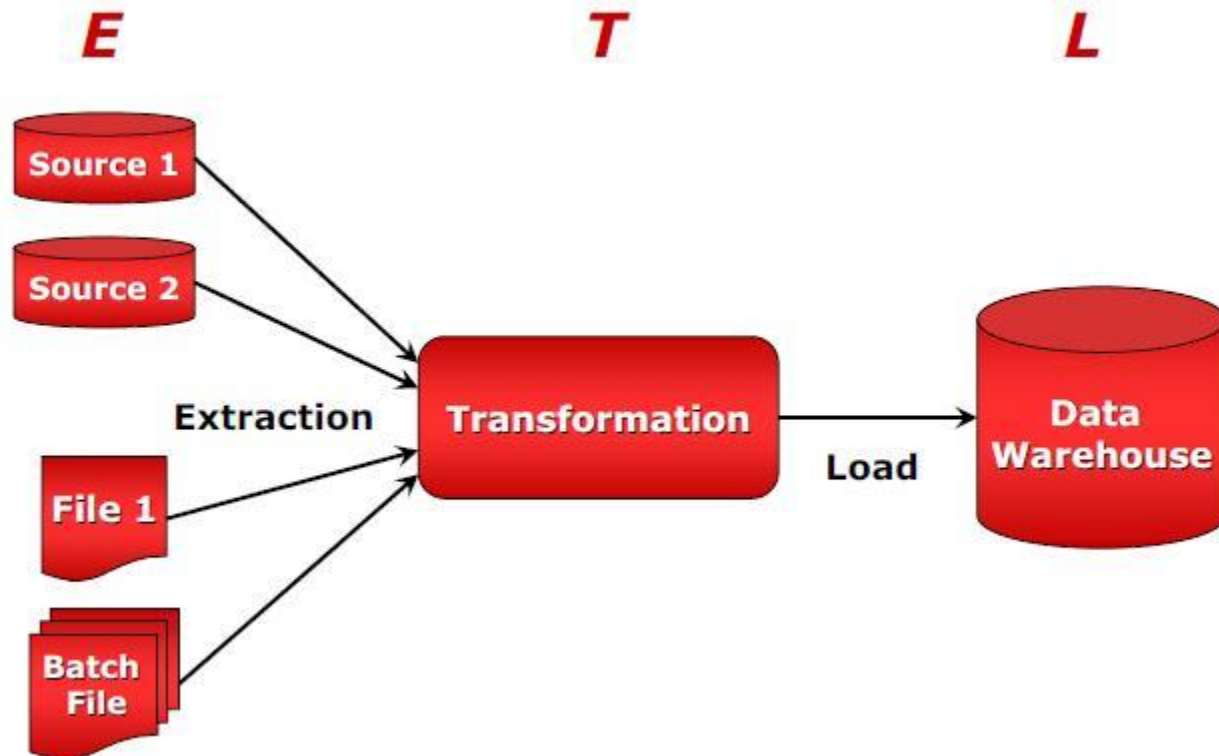 E
T
L
Source 1
Source 2
Extraction
File 1
Batch
File
Transformation
Load
Data
Warehouse